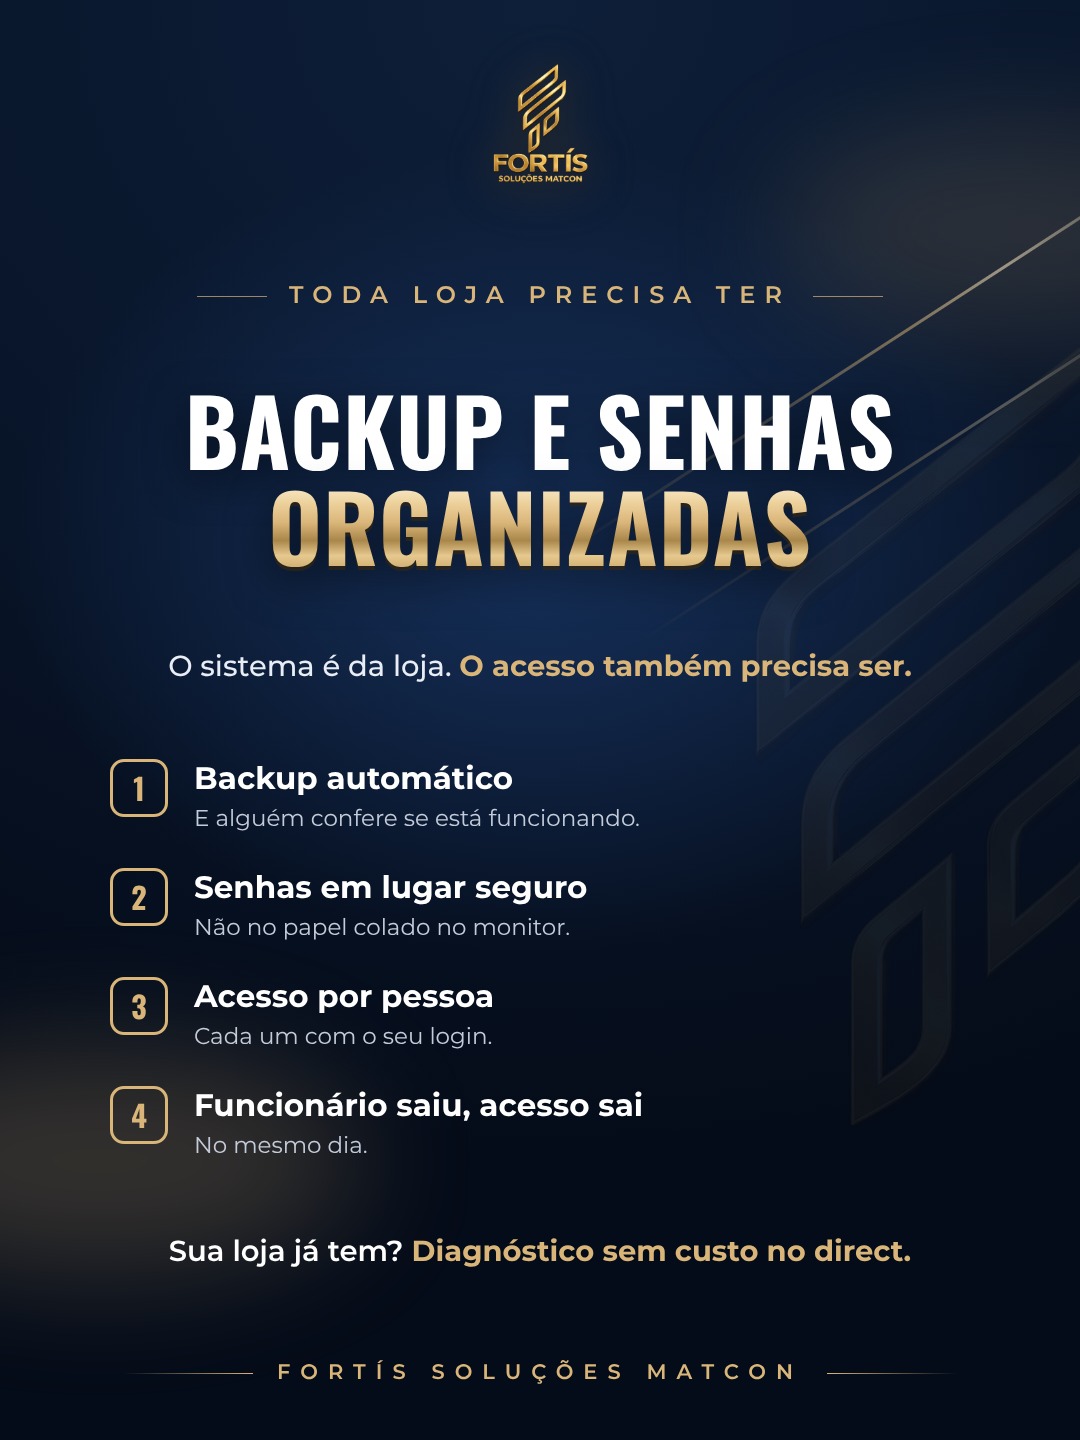 FORTÍS
SOLUÇÕES MATCON
TODA LOJA PRECISA TER
BACKUP E SENHAS
ORGANIZADAS
O sistema é da loja. O acesso também precisa ser.
1 Backup automático
E alguém confere se está funcionando.
2 Senhas em lugar seguro
Não no papel colado no monitor.
3 Acesso por pessoa
Cada um com o seu login.
4 Funcionário saiu, acesso sai
No mesmo dia.
Sua loja já tem? Diagnóstico sem custo no direct.
FORTÍS SOLUÇÕES MATCON